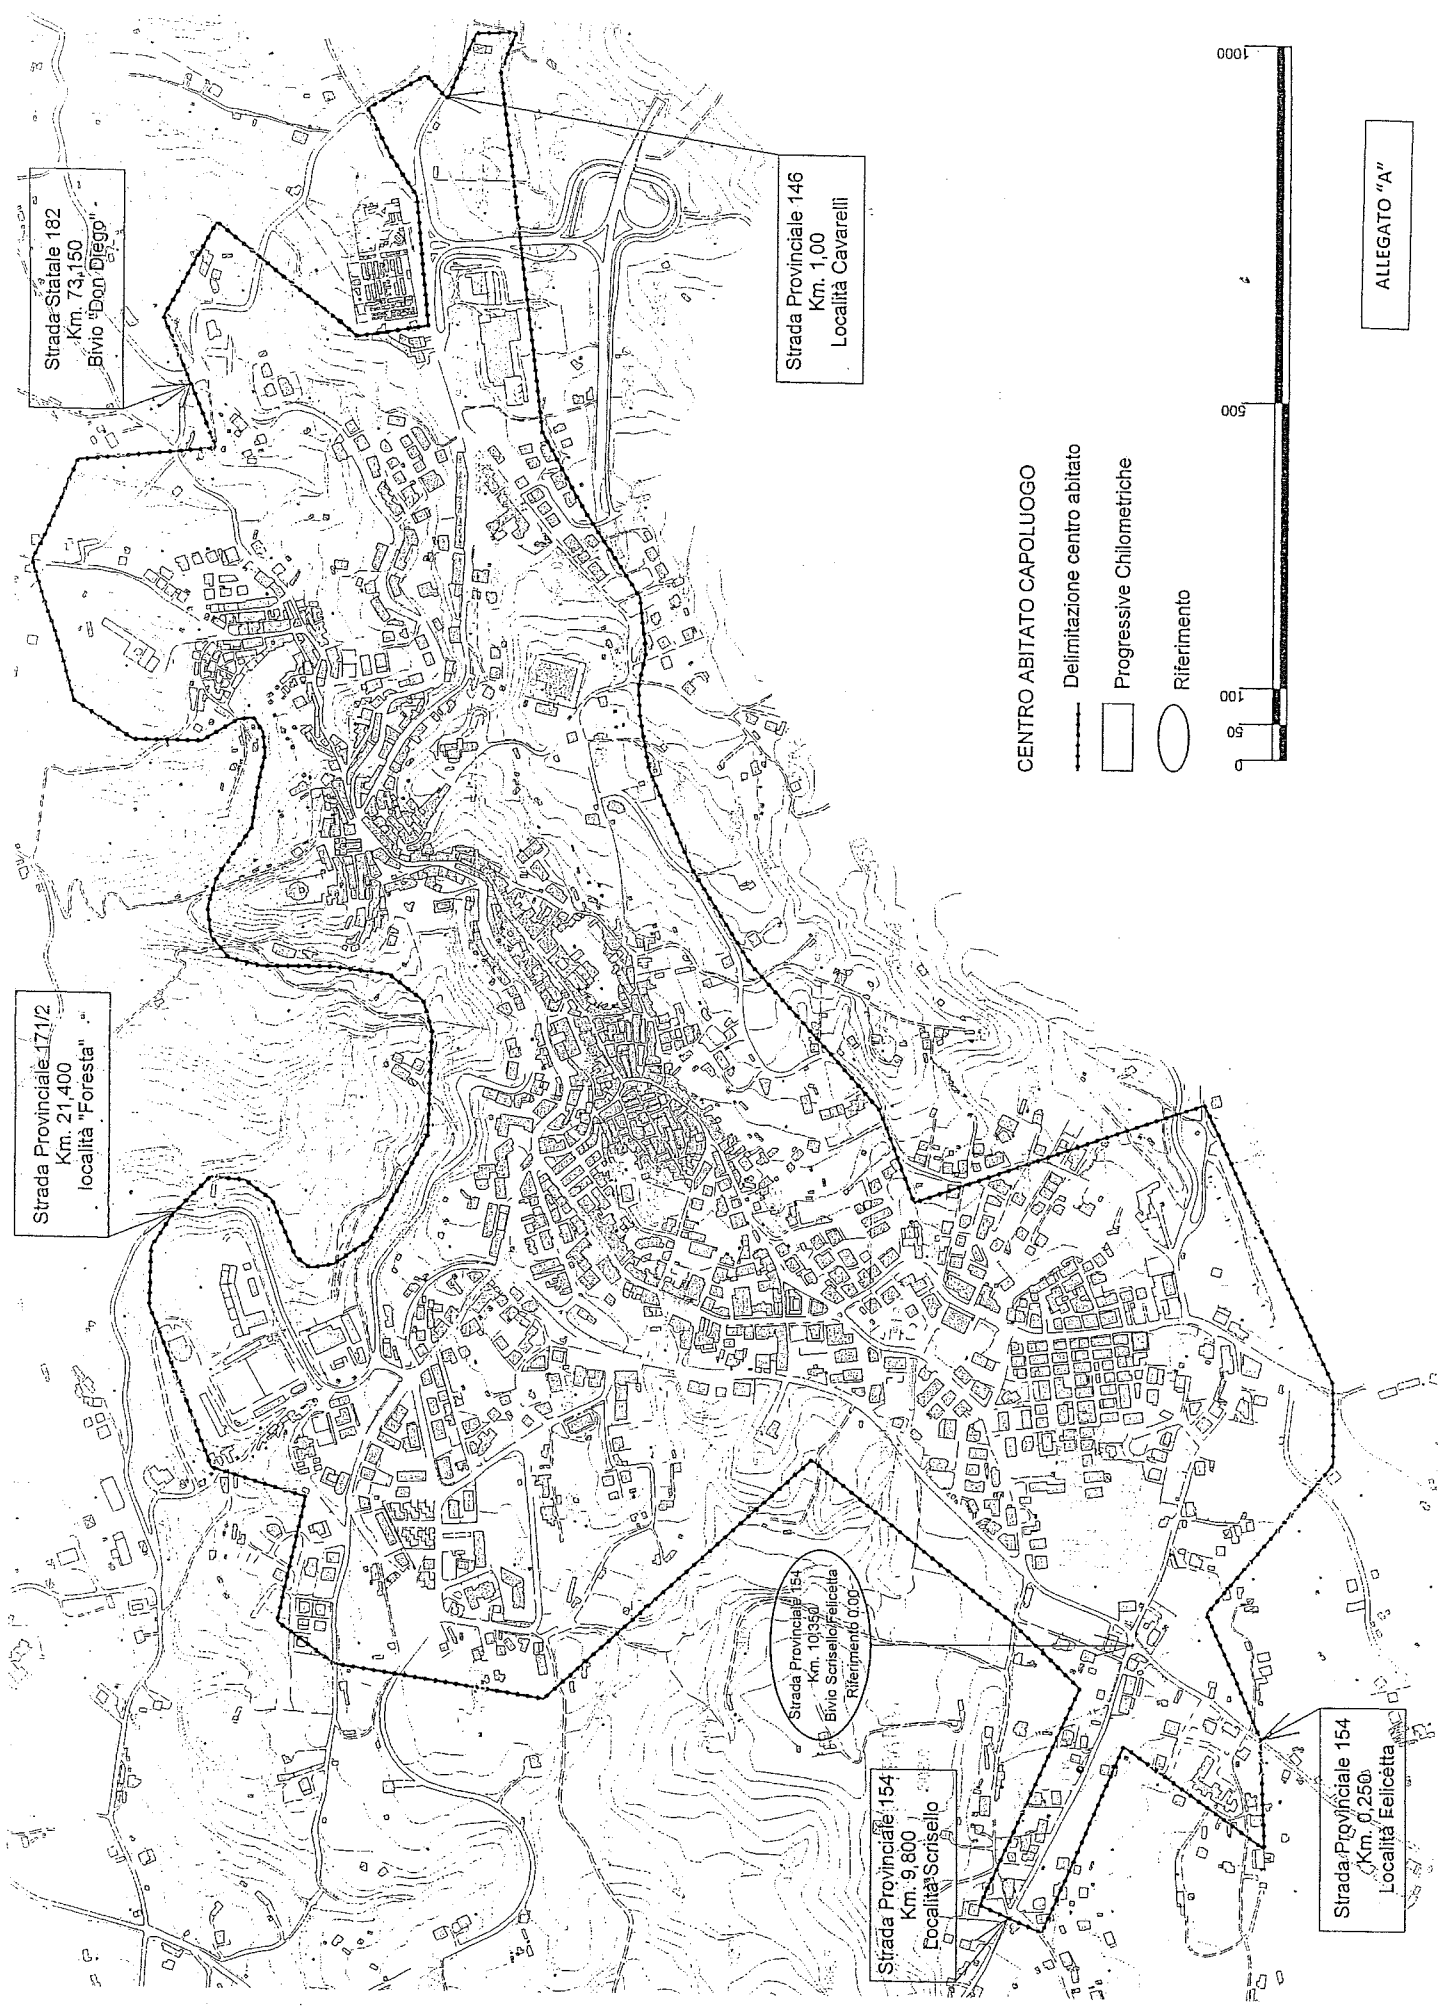 Strada Statale 182
Km. 73,150
Bivio "Don Diego"
Strada Provinciale 146
Km. 1,00
Località Cavarelli
Strada Provinciale 171/2
Km. 21,400
località "Foresta"
Strada Provinciale 154
Km. 10,350
Bivio Scrisello/Felicetta
Riferimento 0.00
Strada Provinciale 154
Km. 9,800
Località Scrisello
Strada Provinciale 154
Km. 0,250
Località Felicetta
CENTRO ABITATO CAPOLUOGO
Delimitazione centro abitato
Progressive Chilometriche
Riferimento
0
50
100
500
1000
ALLEGATO "A"